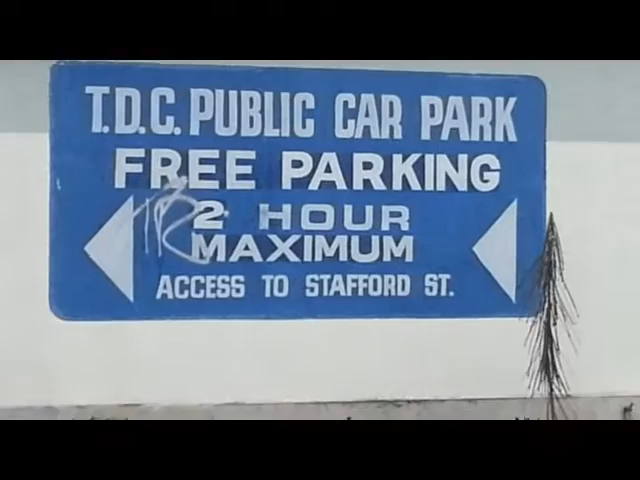 T.D.C. PUBLIC CAR PARK
FREE PARKING
2 HOUR
MAXIMUM
ACCESS TO STAFFORD ST.